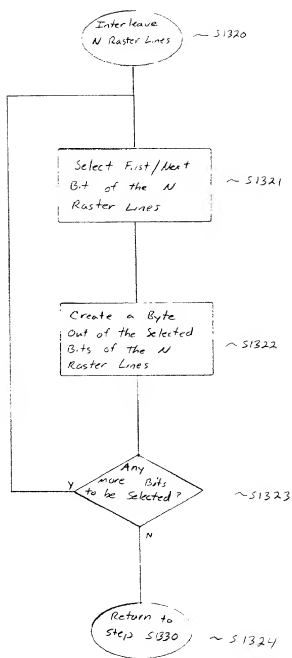 Interleave
N Raster Lines
~ S1320
Select First/Next
Bit of the N
Raster Lines
~ S1321
Create a Byte
Out of the Selected
Bits of the N
Raster Lines
~ S1322
Any
more Bits
to be Selected?
~ S1323
Y
N
Return to
Step S1330
~ S1324